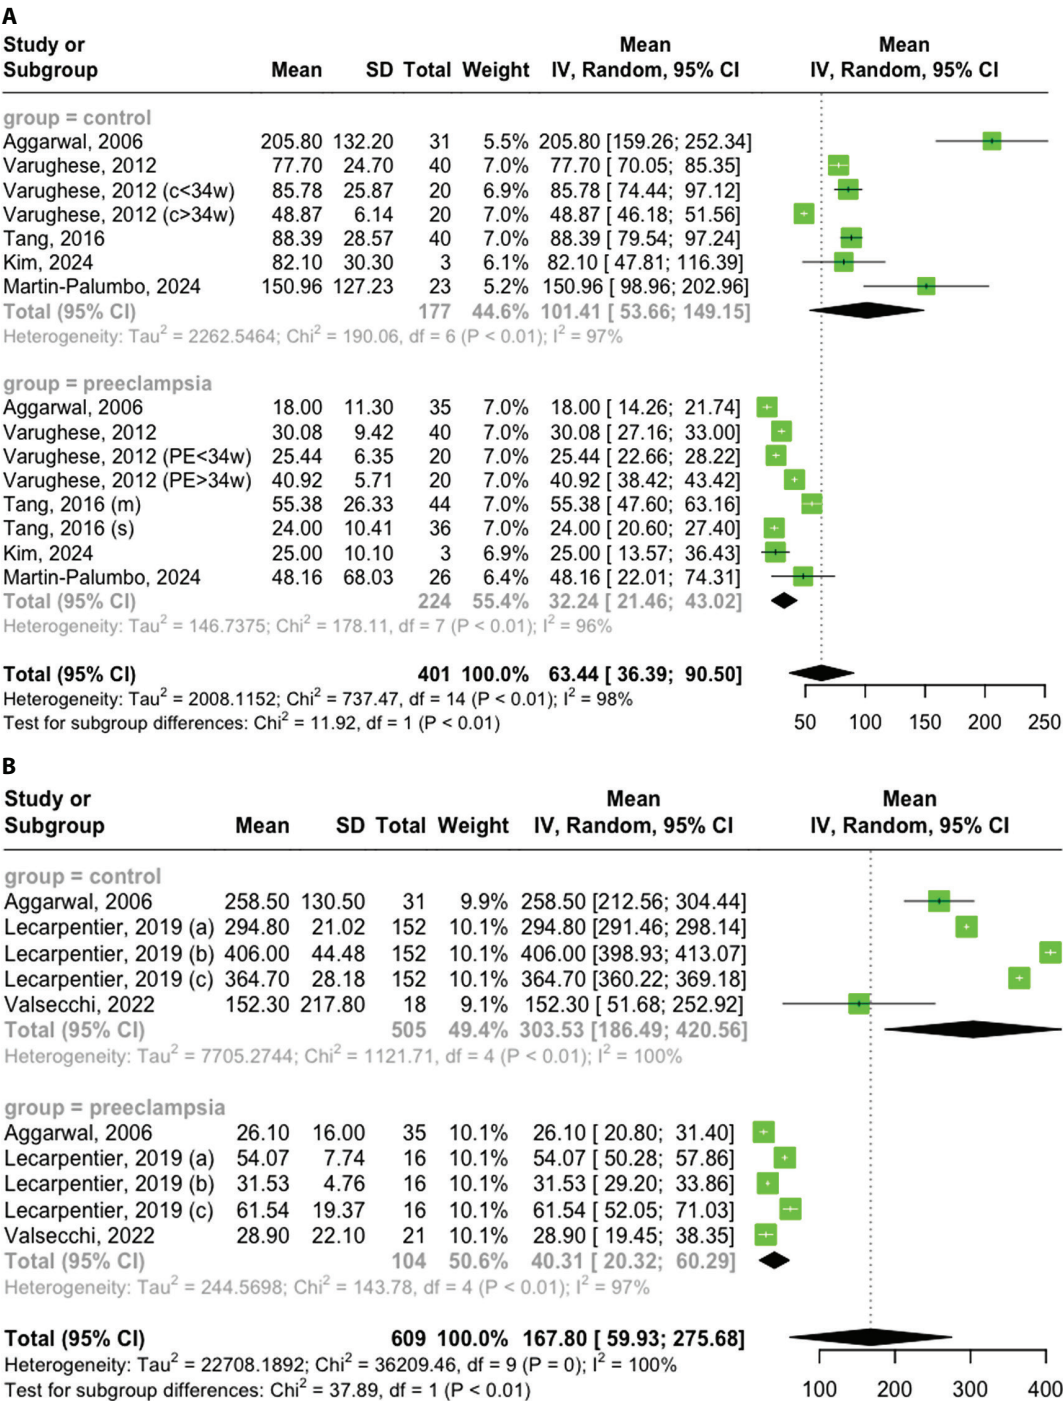 A
Study or Mean Mean
Subgroup Mean SD Total Weight IV, Random, 95% CI IV, Random, 95% CI
group = control
Aggarwal, 2006 205.80 132.20 31 5.5% 205.80 [159.26; 252.34]
Varughese, 2012 77.70 24.70 40 7.0% 77.70 [ 70.05; 85.35]
Varughese, 2012 (c<34w) 85.78 25.87 20 6.9% 85.78 [ 74.44; 97.12]
Varughese, 2012 (c>34w) 48.87 6.14 20 7.0% 48.87 [ 46.18; 51.56]
Tang, 2016 88.39 28.57 40 7.0% 88.39 [ 79.54; 97.24]
Kim, 2024 82.10 30.30 3 6.1% 82.10 [ 47.81; 116.39]
Martin-Palumbo, 2024 150.96 127.23 23 5.2% 150.96 [ 98.96; 202.96]
Total (95% CI) 177 44.6% 101.41 [ 53.66; 149.15]
Heterogeneity: Tau² = 2262.5464; Chi² = 190.06, df = 6 (P < 0.01); I² = 97%
group = preeclampsia
Aggarwal, 2006 18.00 11.30 35 7.0% 18.00 [ 14.26; 21.74]
Varughese, 2012 30.08 9.42 40 7.0% 30.08 [ 27.16; 33.00]
Varughese, 2012 (PE<34w) 25.44 6.35 20 7.0% 25.44 [ 22.66; 28.22]
Varughese, 2012 (PE>34w) 40.92 5.71 20 7.0% 40.92 [ 38.42; 43.42]
Tang, 2016 (m) 55.38 26.33 44 7.0% 55.38 [ 47.60; 63.16]
Tang, 2016 (s) 24.00 10.41 36 7.0% 24.00 [ 20.60; 27.40]
Kim, 2024 25.00 10.10 3 6.9% 25.00 [ 13.57; 36.43]
Martin-Palumbo, 2024 48.16 68.03 26 6.4% 48.16 [ 22.01; 74.31]
Total (95% CI) 224 55.4% 32.24 [ 21.46; 43.02]
Heterogeneity: Tau² = 146.7375; Chi² = 178.11, df = 7 (P < 0.01); I² = 96%
Total (95% CI) 401 100.0% 63.44 [ 36.39; 90.50]
Heterogeneity: Tau² = 2008.1152; Chi² = 737.47, df = 14 (P < 0.01); I² = 98%
Test for subgroup differences: Chi² = 11.92, df = 1 (P < 0.01)
50 100 150 200 250
B
Study or Mean Mean
Subgroup Mean SD Total Weight IV, Random, 95% CI IV, Random, 95% CI
group = control
Aggarwal, 2006 258.50 130.50 31 9.9% 258.50 [212.56; 304.44]
Lecarpentier, 2019 (a) 294.80 21.02 152 10.1% 294.80 [291.46; 298.14]
Lecarpentier, 2019 (b) 406.00 44.48 152 10.1% 406.00 [398.93; 413.07]
Lecarpentier, 2019 (c) 364.70 28.18 152 10.1% 364.70 [360.22; 369.18]
Valsecchi, 2022 152.30 217.80 18 9.1% 152.30 [ 51.68; 252.92]
Total (95% CI) 505 49.4% 303.53 [186.49; 420.56]
Heterogeneity: Tau² = 7705.2744; Chi² = 1121.71, df = 4 (P < 0.01); I² = 100%
group = preeclampsia
Aggarwal, 2006 26.10 16.00 35 10.1% 26.10 [ 20.80; 31.40]
Lecarpentier, 2019 (a) 54.07 7.74 16 10.1% 54.07 [ 50.28; 57.86]
Lecarpentier, 2019 (b) 31.53 4.76 16 10.1% 31.53 [ 29.20; 33.86]
Lecarpentier, 2019 (c) 61.54 19.37 16 10.1% 61.54 [ 52.05; 71.03]
Valsecchi, 2022 28.90 22.10 21 10.1% 28.90 [ 19.45; 38.35]
Total (95% CI) 104 50.6% 40.31 [ 20.32; 60.29]
Heterogeneity: Tau² = 244.5698; Chi² = 143.78, df = 4 (P < 0.01); I² = 97%
Total (95% CI) 609 100.0% 167.80 [ 59.93; 275.68]
Heterogeneity: Tau² = 22708.1892; Chi² = 36209.46, df = 9 (P = 0); I² = 100%
Test for subgroup differences: Chi² = 37.89, df = 1 (P < 0.01)
100 200 300 400